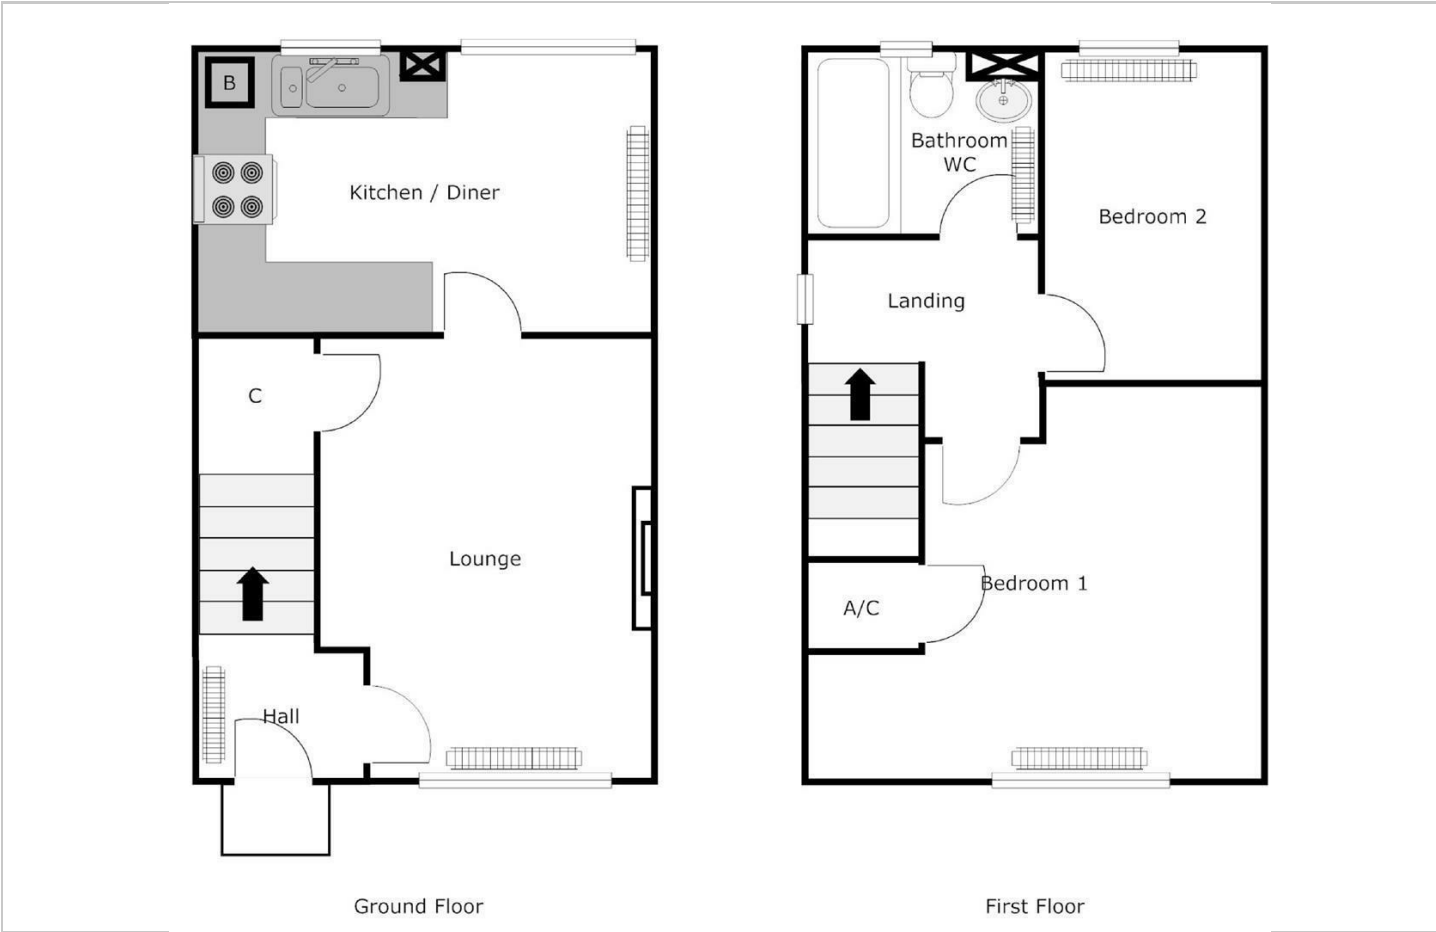 B
Kitchen / Diner
C
Lounge
Hall
Ground Floor
Bathroom
WC
Bedroom 2
Landing
Bedroom 1
A/C
First Floor